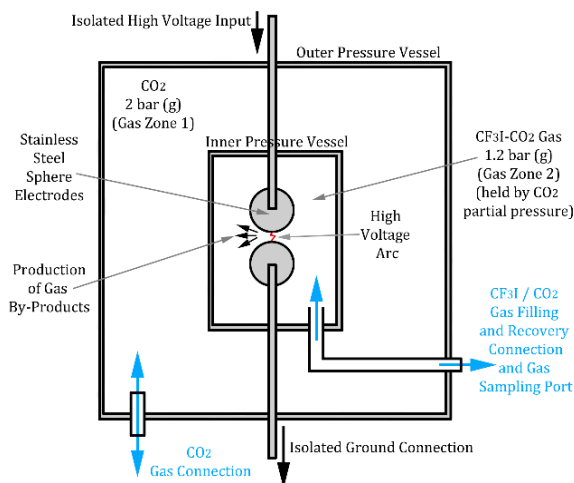 Isolated High Voltage Input
Outer Pressure Vessel
CO2
2 bar (g)
(Gas Zone 1)
Inner Pressure Vessel
Stainless
Steel
Sphere
Electrodes
CF3I-CO2 Gas
1.2 bar (g)
(Gas Zone 2)
(held by CO2
partial pressure)
High
Voltage
Arc
Production
of Gas
By-Products
CF3I / CO2
Gas Filling
and Recovery
Connection
and Gas
Sampling Port
Isolated Ground Connection
CO2
Gas Connection